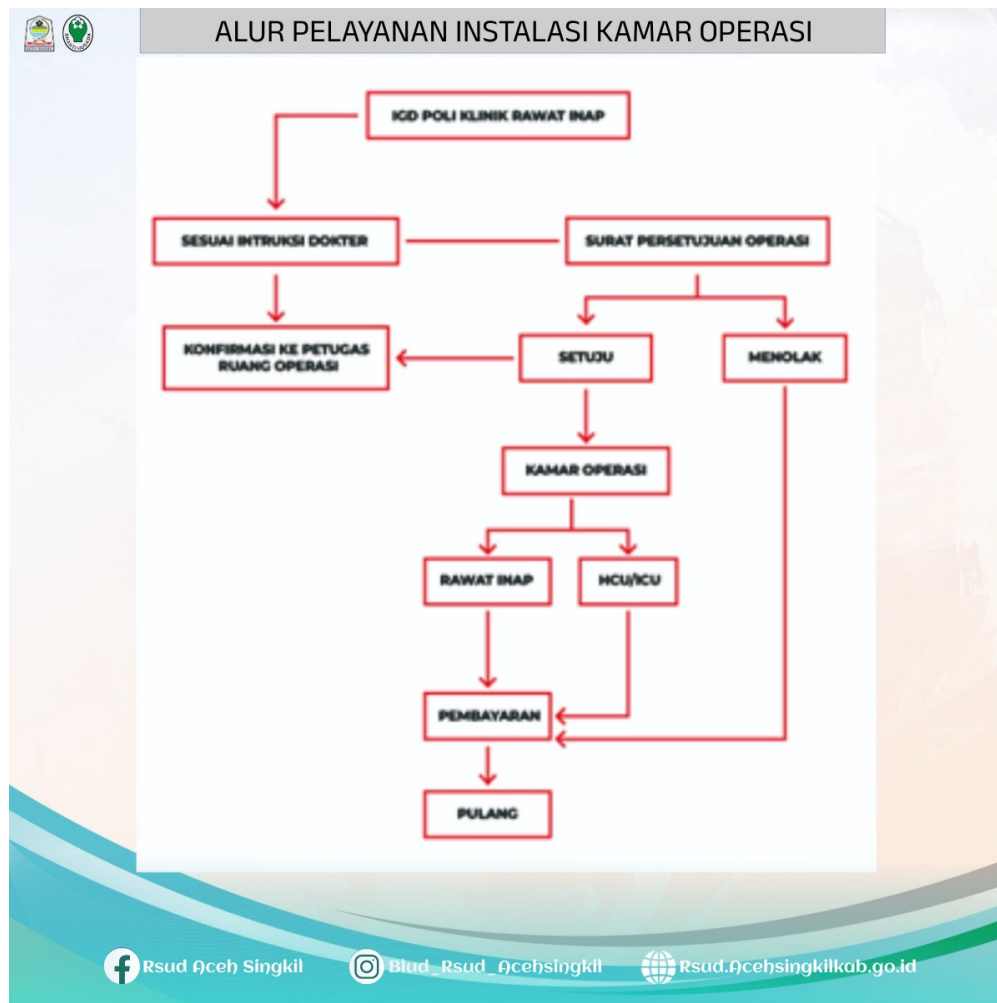 ALUR PELAYANAN INSTALASI KAMAR OPERASI
IGD POLI KLINIK RAWAT INAP
SESUAI INTRUKSI DOKTER
SURAT PERSETUJUAN OPERASI
KONFIRMASI KE PETUGAS
RUANG OPERASI
SETUJU
MENOLAK
KAMAR OPERASI
RAWAT INAP
HCU/ICU
PEMBAYARAN
PULANG
Rsud Aceh Singkil
Blud_Rsud_Acehsingkil
Rsud.Acehsingkilkab.go.id